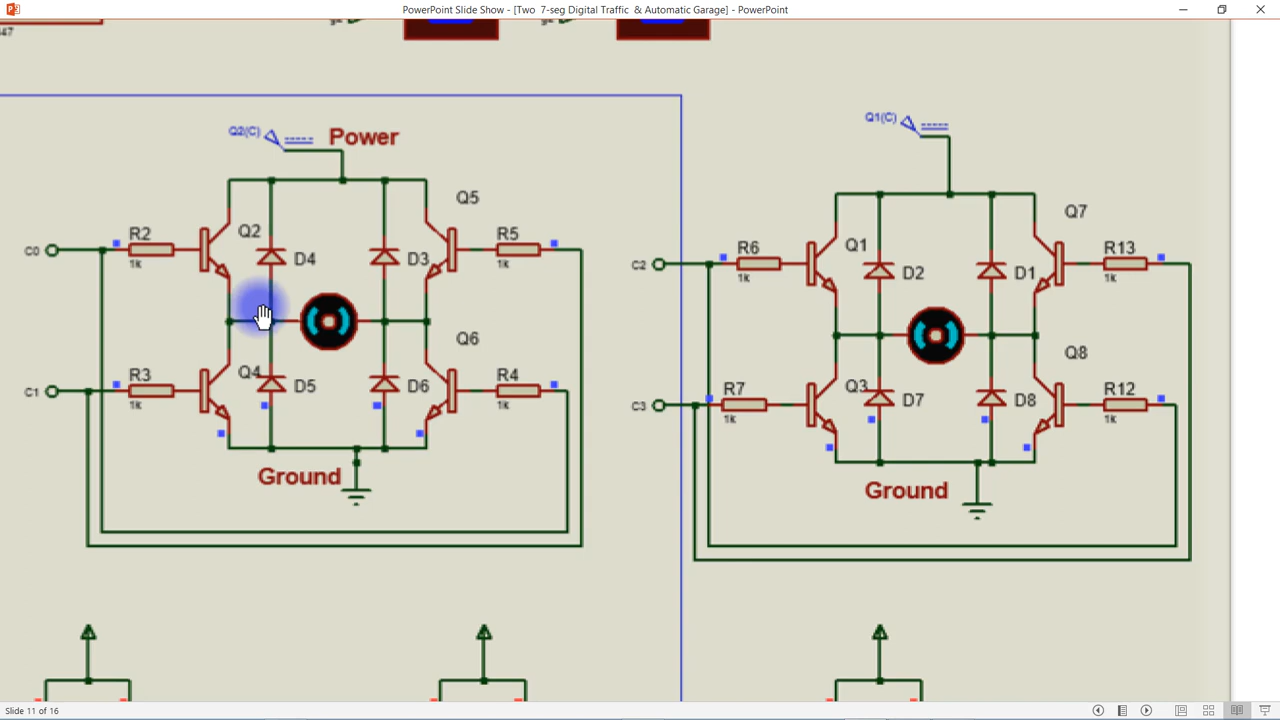 PowerPoint Slide Show - [Two 7-seg Digital Traffic & Automatic Garage] - PowerPoint
Q2(C)
Power
Q1(C)
Q5
Q7
R2
Q2
R5
R6
Q1
R13
C0
D4
D3
C2
D2
D1
1k
1k
1k
1k
Q6
Q8
R3
Q4
R4
R7
Q3
R12
C1
D5
D6
C3
D7
D8
1k
1k
1k
1k
Ground
Ground
Slide 11 of 16